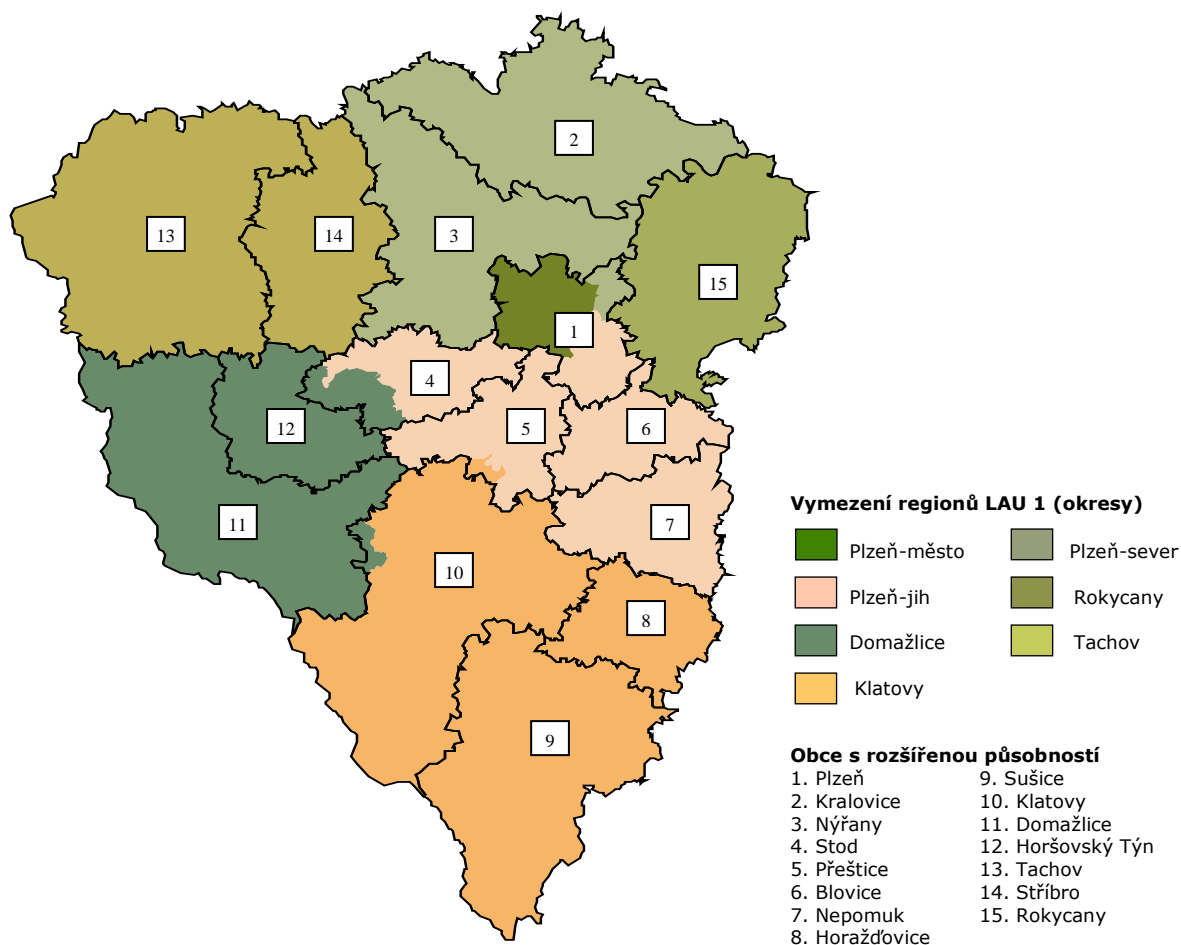 2
13
14
3
15
1
4
12
5
6
11
7
10
8
9
Vymezení regionů LAU 1 (okresy)
Plzeň-město
Plzeň-sever
Plzeň-jih
Rokycany
Domažlice
Tachov
Klatovy
Obce s rozšířenou působností
1. Plzeň
2. Kralovice
3. Nýřany
4. Stod
5. Přeštice
6. Blovice
7. Nepomuk
8. Horažďovice
9. Sušice
10. Klatovy
11. Domažlice
12. Horšovský Týn
13. Tachov
14. Stříbro
15. Rokycany